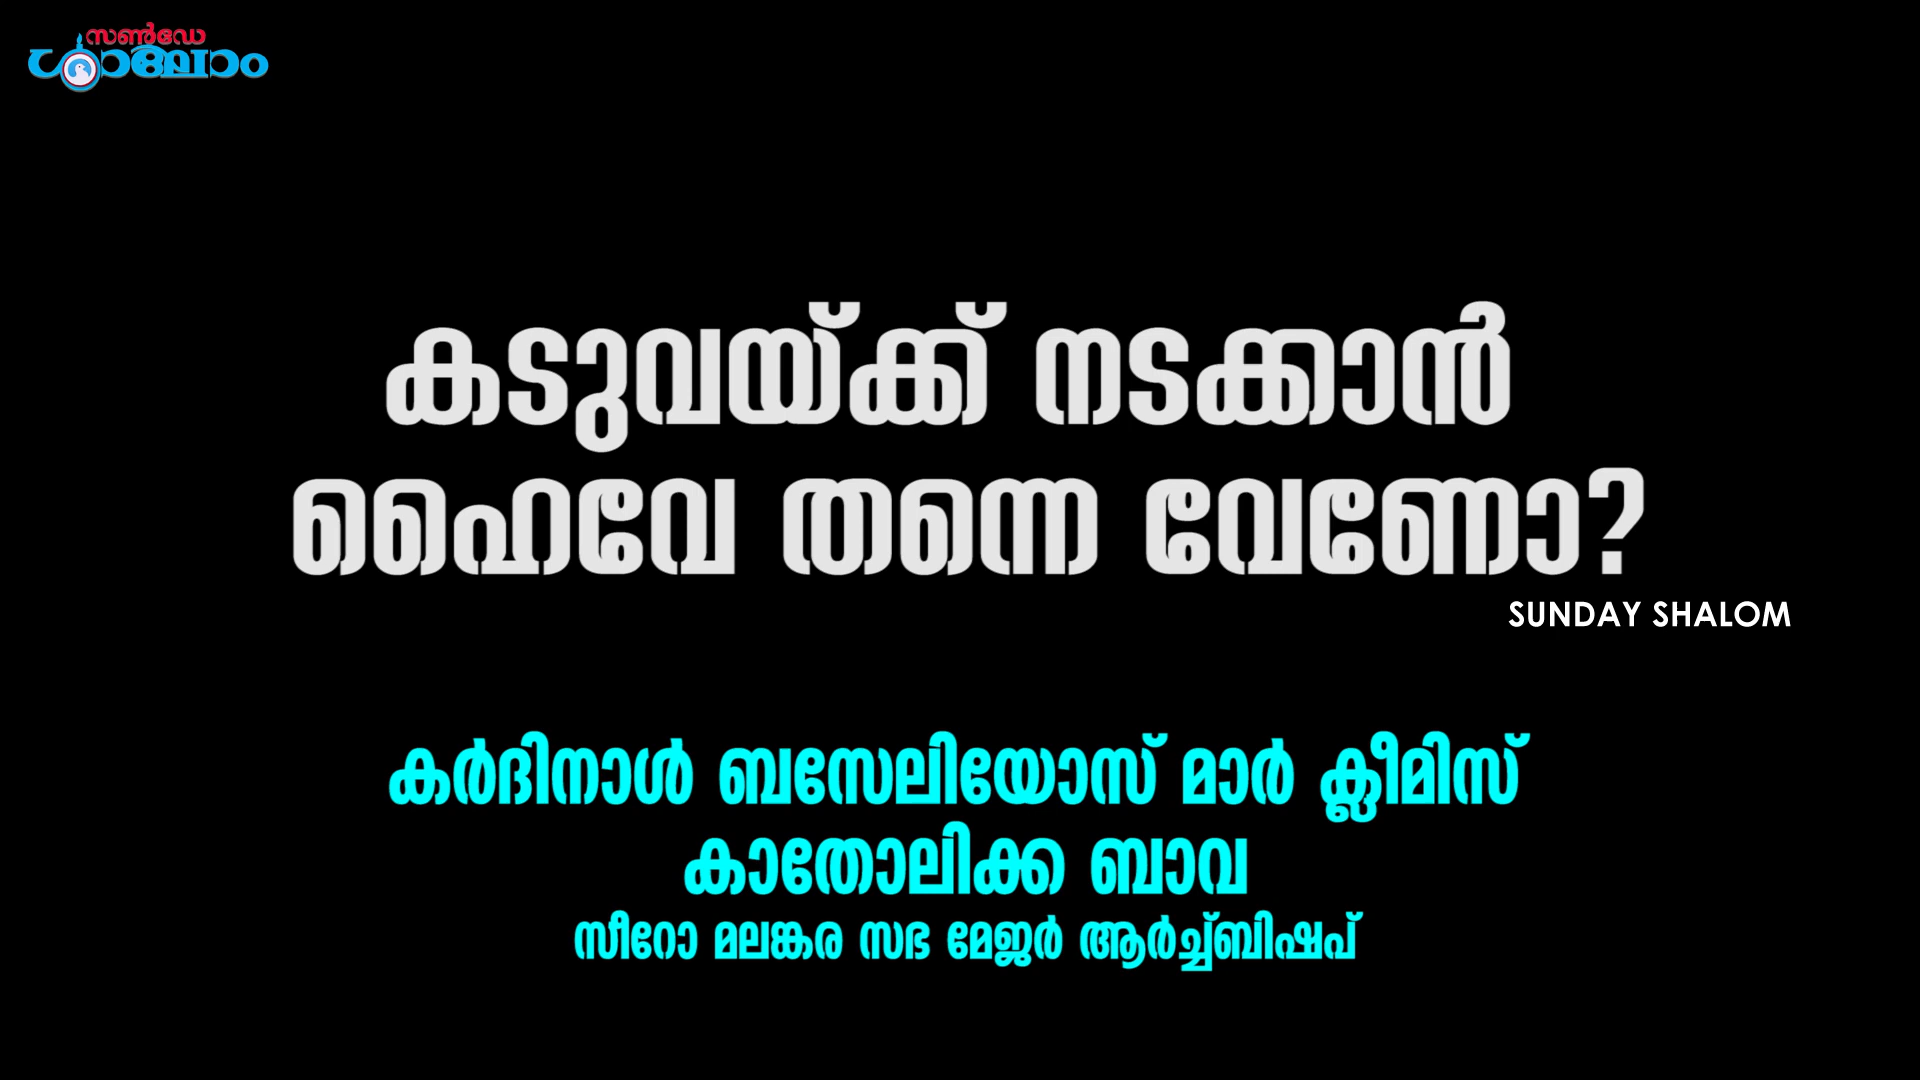 സൺഡേ
ശാലോം
കടുവയ്ക്ക് നടക്കാൻ
ഹൈവേ തന്നെ വേണോ?
SUNDAY SHALOM
കർദിനാൾ ബസേലിയോസ് മാർ ക്ലീമിസ്
കാതോലിക്ക ബാവ
സീറോ മലങ്കര സഭ മേജർ ആർച്ച്ബിഷപ്